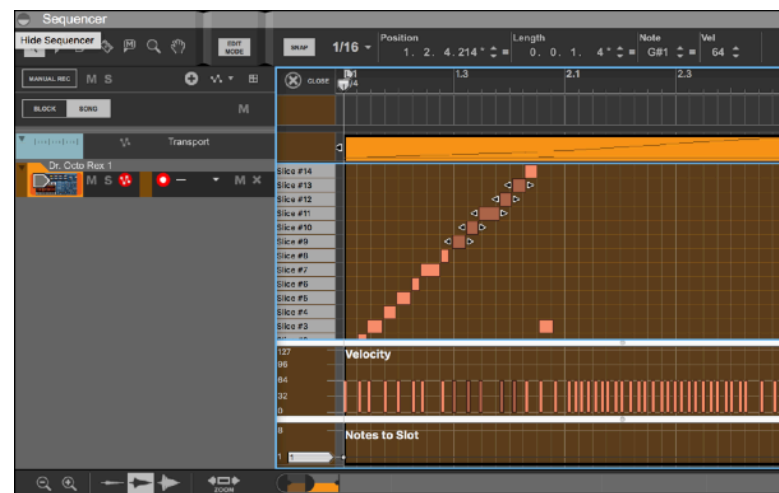 Sequencer
Hide Sequencer
EDIT MODE
SNAP
1/16
Position
1. 2. 4.214*
Length
0. 0. 1. 4*
Note
G#1
Vel
64
MANUAL REC
M S
CLOSE
1.3
2.1
2.3
BLOCK
SONG
M
Transport
Dr. Octo Rex 1
M S
M
Slice #14
Slice #13
Slice #12
Slice #11
Slice #10
Slice #9
Slice #8
Slice #7
Slice #6
Slice #5
Slice #4
Slice #3
127
96
64
32
0
Velocity
8
1
Notes to Slot
1
ZOOM